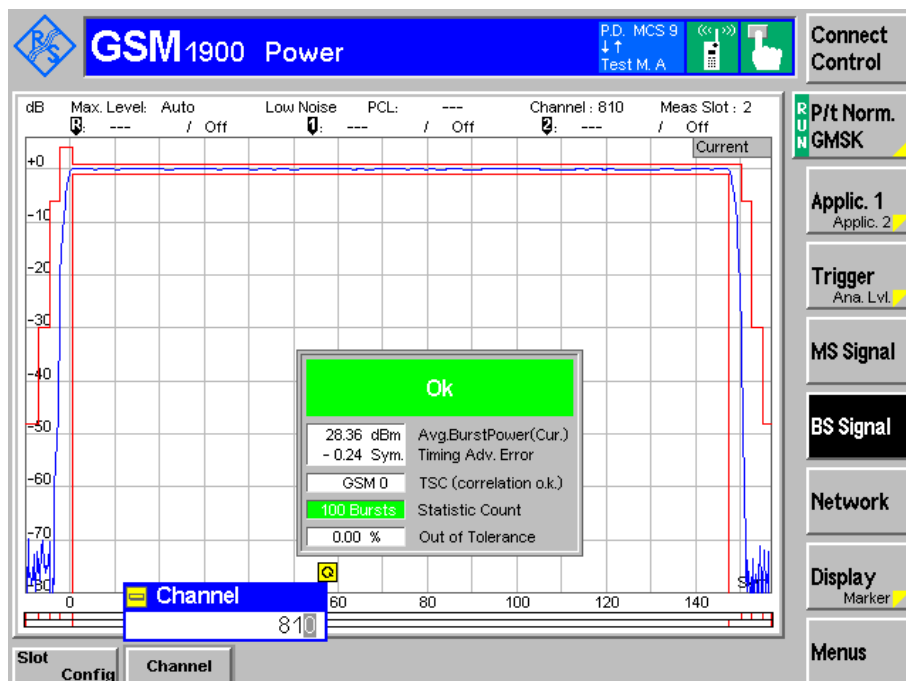 R&S
GSM 1900 Power
P.D. MCS 9
↓↑
Test M. A
Connect
Control
dB Max. Level: Auto Low Noise PCL: --- Channel : 810 Meas Slot : 2
R: --- / Off 1: --- / Off 2: --- / Off
RUN
P/t Norm.
GMSK
Current
+0
-10
-20
-30
-40
-50
-60
-70
-80
Applic. 1
Applic. 2
Trigger
Ana. Lvl.
MS Signal
BS Signal
Network
Display
Marker
Menus
Ok
28.36 dBm Avg.BurstPower(Cur.)
- 0.24 Sym. Timing Adv. Error
GSM 0 TSC (correlation o.k.)
100 Bursts Statistic Count
0.00 % Out of Tolerance
0 60 80 100 120 140
Channel
810
Slot
Config
Channel